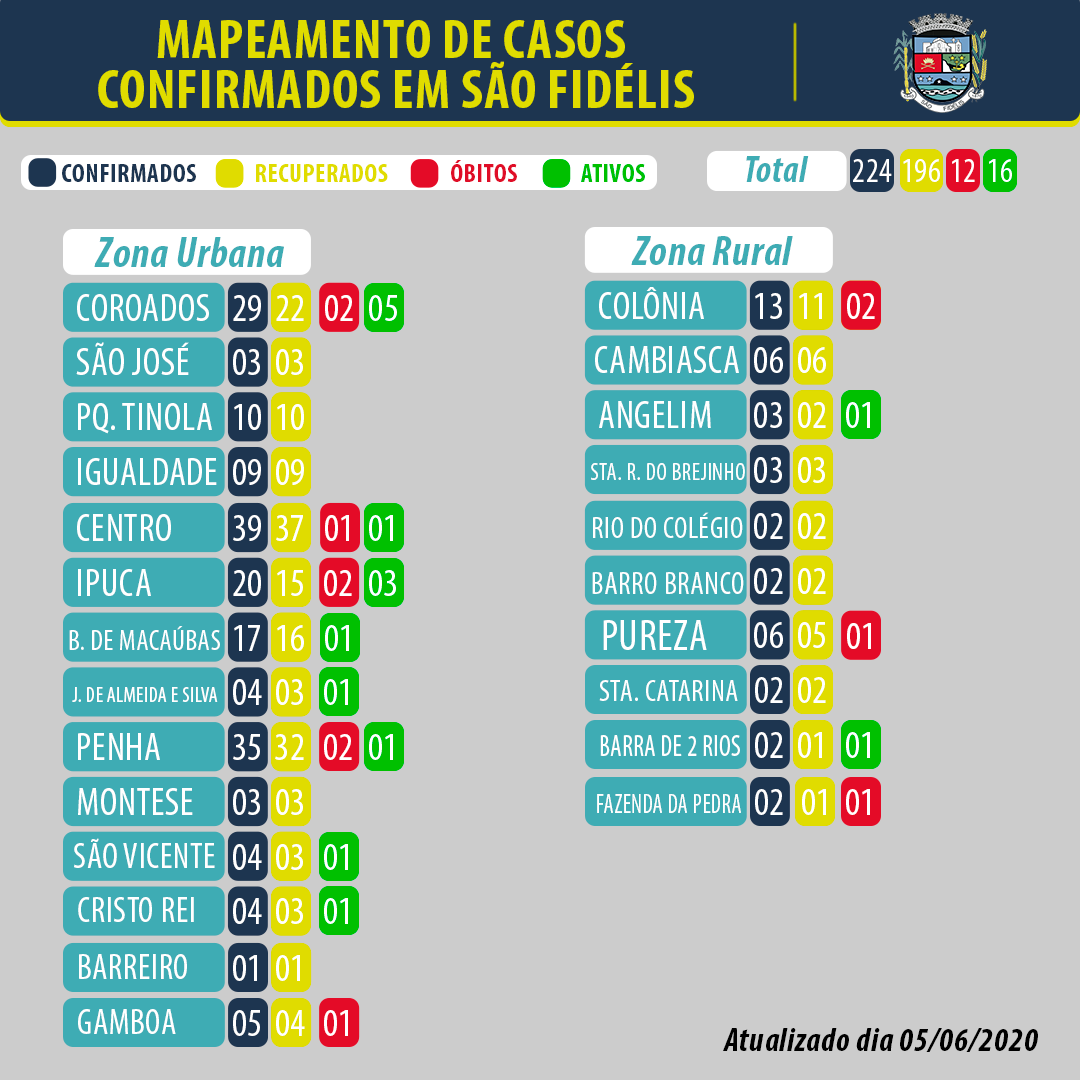 MAPEAMENTO DE CASOS
CONFIRMADOS EM SÃO FIDÉLIS
SÃO FIDÉLIS
CONFIRMADOS RECUPERADOS ÓBITOS ATIVOS
Total 224 196 12 16
Zona Urbana
COROADOS 29 22 02 05
SÃO JOSÉ 03 03
PQ. TINOLA 10 10
IGUALDADE 09 09
CENTRO 39 37 01 01
IPUCA 20 15 02 03
B. DE MACAÚBAS 17 16 01
J. DE ALMEIDA E SILVA 04 03 01
PENHA 35 32 02 01
MONTESE 03 03
SÃO VICENTE 04 03 01
CRISTO REI 04 03 01
BARREIRO 01 01
GAMBOA 05 04 01
Zona Rural
COLÔNIA 13 11 02
CAMBIASCA 06 06
ANGELIM 03 02 01
STA. R. DO BREJINHO 03 03
RIO DO COLÉGIO 02 02
BARRO BRANCO 02 02
PUREZA 06 05 01
STA. CATARINA 02 02
BARRA DE 2 RIOS 02 01 01
FAZENDA DA PEDRA 02 01 01
Atualizado dia 05/06/2020